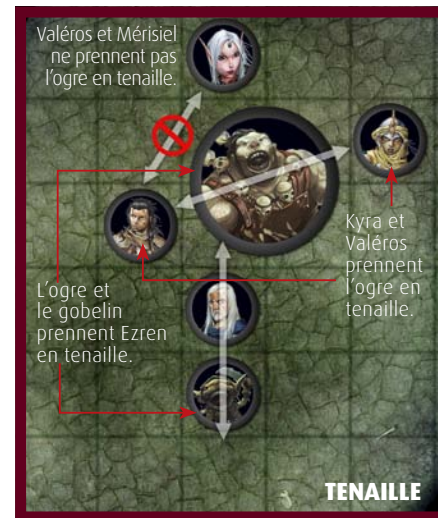 Valéros et Mérisiel
ne prennent pas
l'ogre en tenaille.
Kyra et
Valéros
prennent
l'ogre en
tenaille.
L'ogre et
le gobelin
prennent Ezren
en tenaille.
TENAILLE